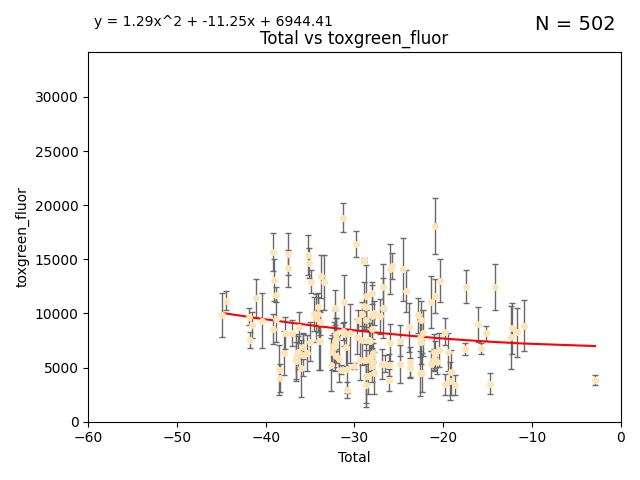 y = 1.29x^2 + -11.25x + 6944.41
N = 502
Total vs toxgreen_fluor
30000
25000
20000
15000
10000
5000
0
toxgreen_fluor
−60
−50
−40
−30
−20
−10
0
Total